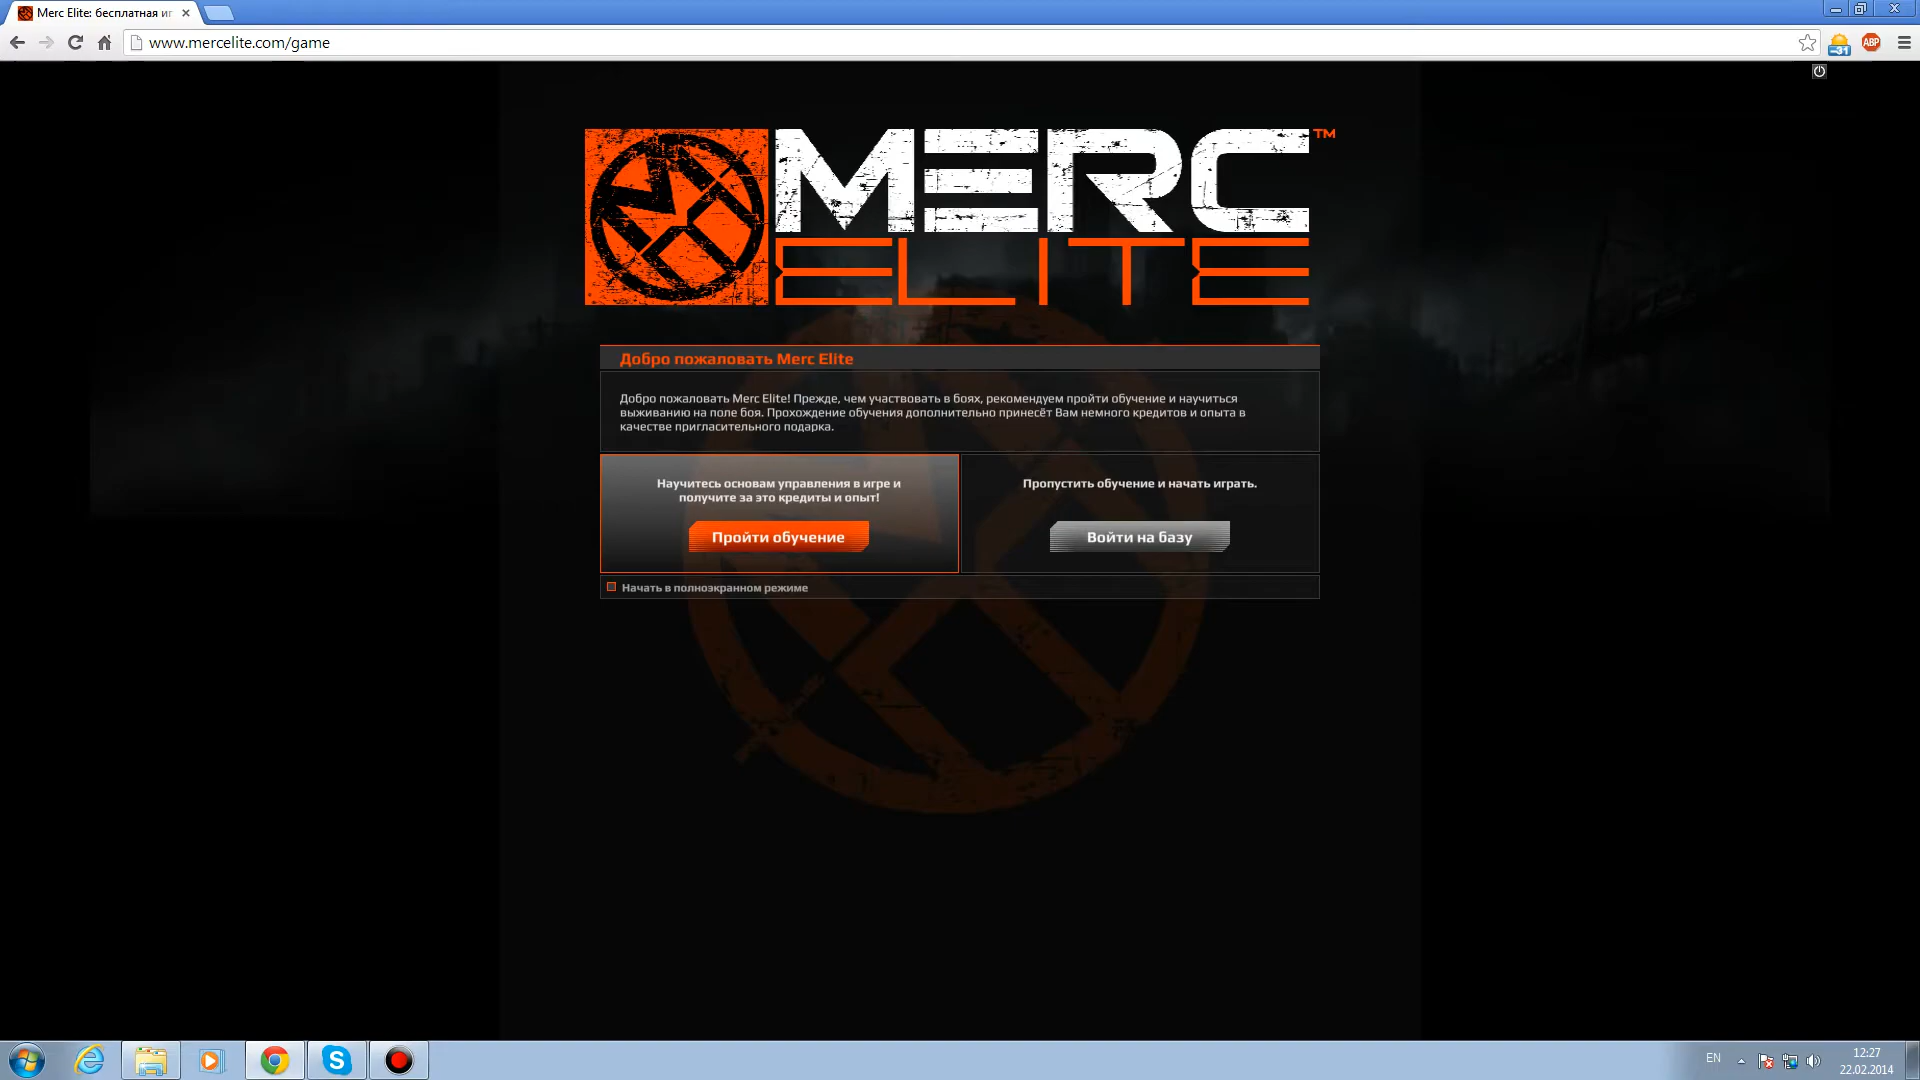 Merc Elite: бесплатная иг
www.mercelite.com/game
-31
ABP
MERC™
ELITE
Добро пожаловать Merc Elite
Добро пожаловать Merc Elite! Прежде, чем участвовать в боях, рекомендуем пройти обучение и научиться
выживанию на поле боя. Прохождение обучения дополнительно принесёт Вам немного кредитов и опыта в
качестве пригласительного подарка.
Научитесь основам управления в игре и
получите за это кредиты и опыт!
Пройти обучение
Пропустить обучение и начать играть.
Войти на базу
Начать в полноэкранном режиме
EN
12:27
22.02.2014